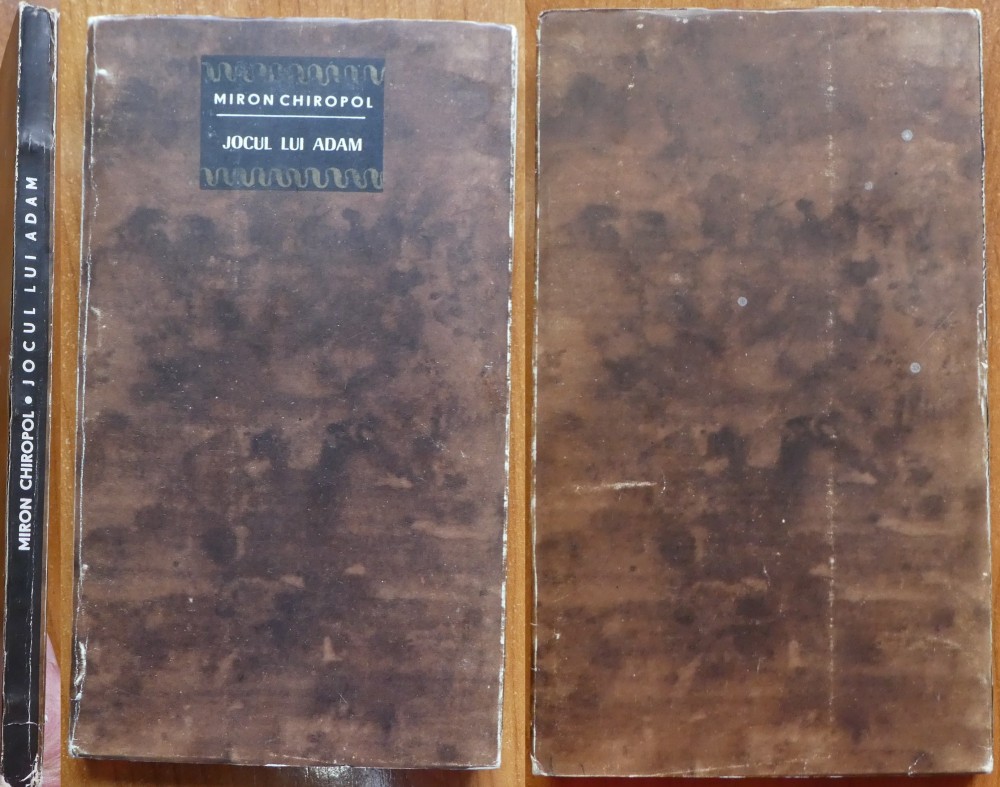 MIRON CHIROPOL • JOCUL LUI ADAM
MIRON CHIROPOL
JOCUL LUI ADAM